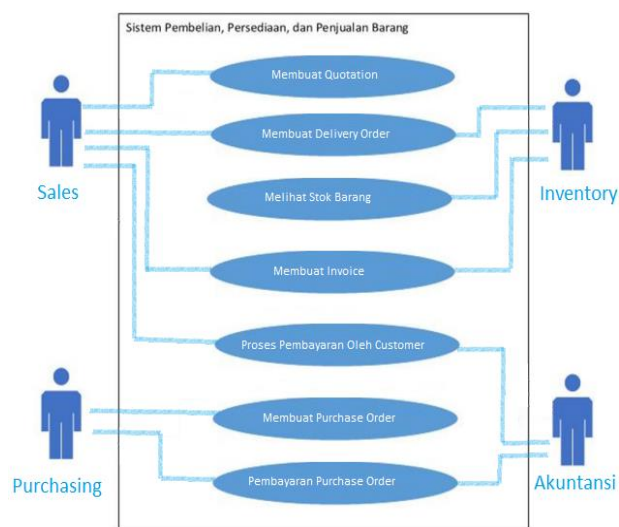 Sistem Pembelian, Persediaan, dan Penjualan Barang
Membuat Quotation
Membuat Delivery Order
Sales
Melihat Stok Barang
Inventory
Membuat Invoice
Proses Pembayaran Oleh Customer
Membuat Purchase Order
Purchasing
Pembayaran Purchase Order
Akuntansi